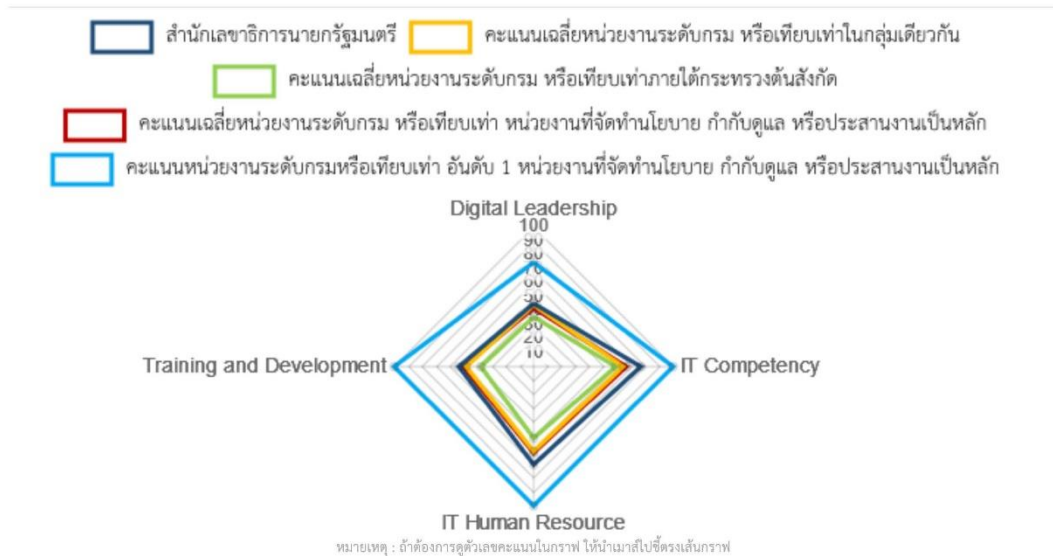 สำนักเลขาธิการนายกรัฐมนตรี คะแนนเฉลี่ยหน่วยงานระดับกรม หรือเทียบเท่าในกลุ่มเดียวกัน
คะแนนเฉลี่ยหน่วยงานระดับกรม หรือเทียบเท่าภายใต้กระทรวงต้นสังกัด
คะแนนเฉลี่ยหน่วยงานระดับกรม หรือเทียบเท่า หน่วยงานที่จัดทำนโยบาย กำกับดูแล หรือประสานงานเป็นหลัก
คะแนนหน่วยงานระดับกรมหรือเทียบเท่า อันดับ 1 หน่วยงานที่จัดทำนโยบาย กำกับดูแล หรือประสานงานเป็นหลัก
Digital Leadership
100
90
80
70
60
50
30
20
10
Training and Development
IT Competency
IT Human Resource
หมายเหตุ : ถ้าต้องการดูตัวเลขคะแนนในกราฟ ให้นำเมาส์ไปชี้ตรงเส้นกราฟ